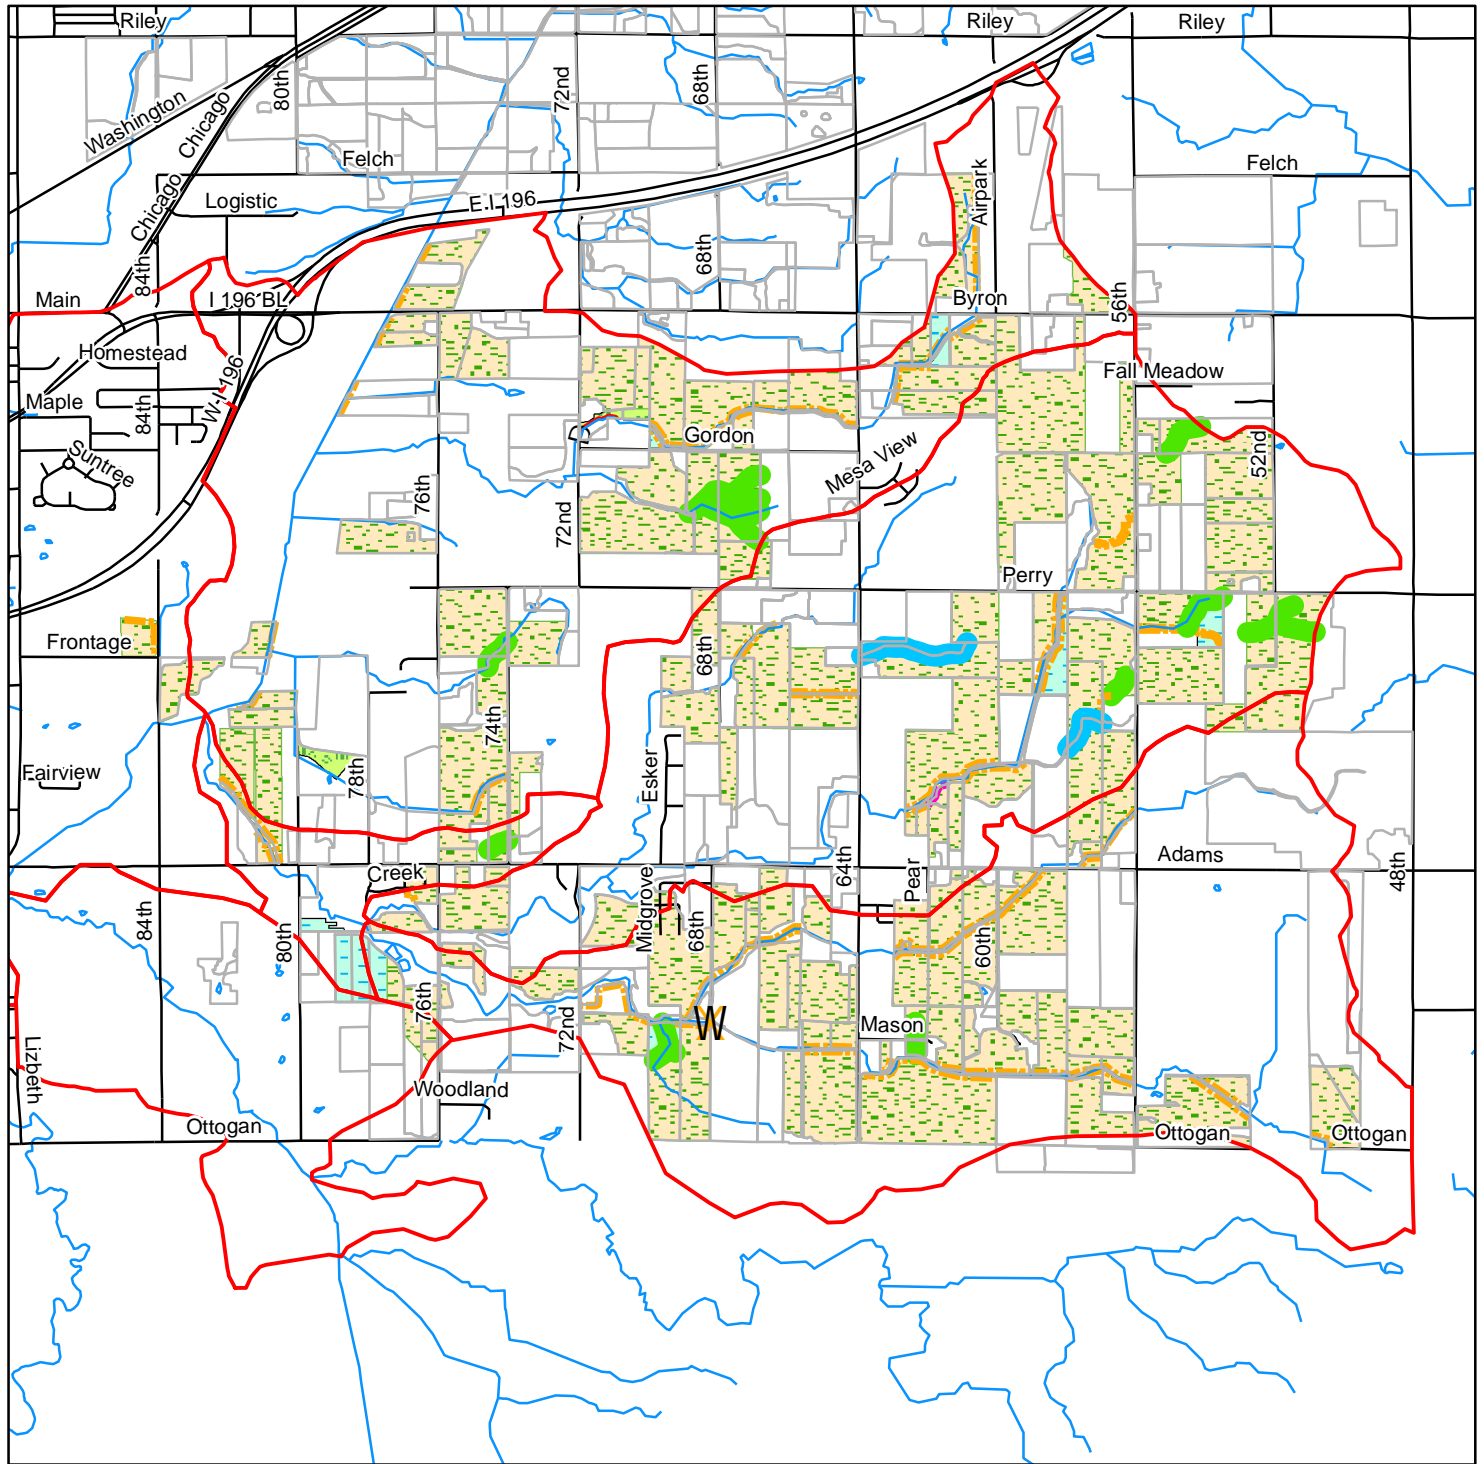 Riley
Riley
Riley
80th
72nd
68th
Washington
Chicago
Felch
Felch
Airpark
Chicago
Logistic
E.I 196
84th
68th
Main
I 196 BL
Byron
56th
Homestead
W-I-196
Fall Meadow
Maple
84th
Gordon
Suntree
76th
Mesa View
52nd
72nd
Perry
Frontage
68th
74th
Fairview
78th
Esker
Creek
64th
Pear
Adams
48th
84th
80th
Midgrove
68th
60th
76th
72nd
W
Mason
Lizbeth
Woodland
Ottogan
Ottogan
Ottogan